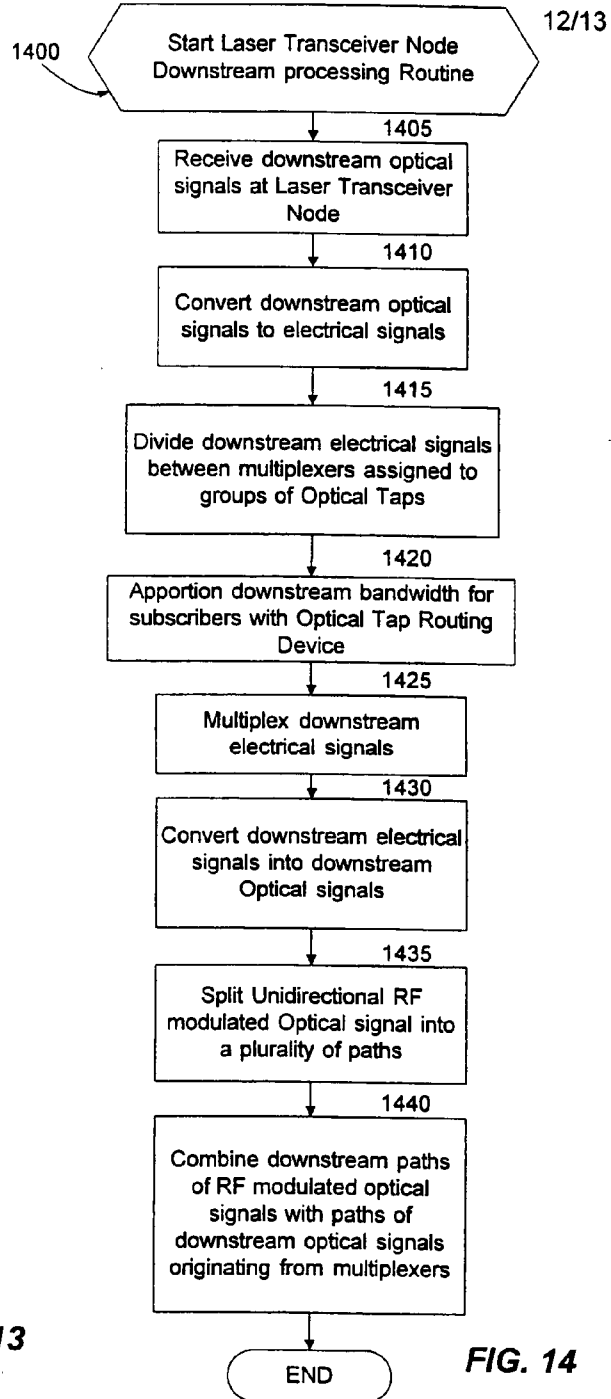 12/13
1400
Start Laser Transceiver Node
Downstream processing Routine
1405
Receive downstream optical
signals at Laser Transceiver
Node
1410
Convert downstream optical
signals to electrical signals
1415
Divide downstream electrical signals
between multiplexers assigned to
groups of Optical Taps
1420
Apportion downstream bandwidth for
subscribers with Optical Tap Routing
Device
1425
Multiplex downstream
electrical signals
1430
Convert downstream electrical
signals into downstream
Optical signals
1435
Split Unidirectional RF
modulated Optical signal into
a plurality of paths
1440
Combine downstream paths
of RF modulated optical
signals with paths of
downstream optical signals
originating from multiplexers
13
END
FIG. 14